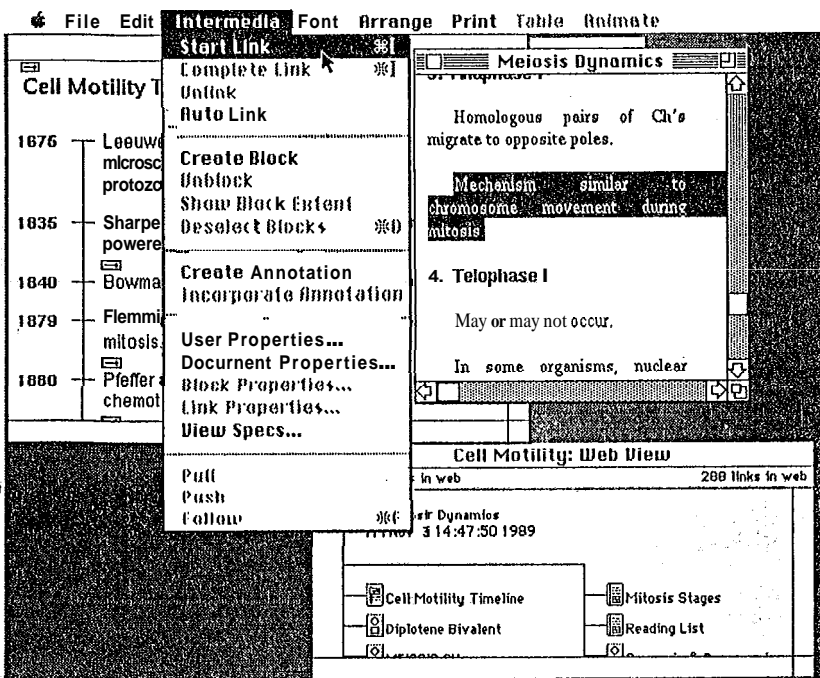 File Edit Intermedia Font Arrange Print Table Animate
Start Link ⌘[
Complete Link ⌘]
Unlink
Auto Link
Create Block
Unblock
Show Block Extent
Deselect Blocks ⌘D
Create Annotation
Incorporate Annotation
User Properties...
Document Properties...
Block Properties...
Link Properties...
View Specs...
Pull
Push
Follow ⌘F
Cell Motility T
1675 Leeuwe
microsc
protozo
1835 Sharpe
powere
1840 Bowma
1879 Flemmi
mitosis.
1880 Pfeffer a
chemot
Meiosis Dynamics
3. Anaphase I
Homologous pairs of Ch's
migrate to opposite poles.
Mechanism similar to
chromosome movement during
mitosis
4. Telophase I
May or may not occur.
In some organisms, nuclear
Cell Motility: Web View
s in web 288 links in web
Dynamics
3 14:47:50 1989
Cell Motility Timeline
Mitosis Stages
Diplotene Bivalent
Reading List